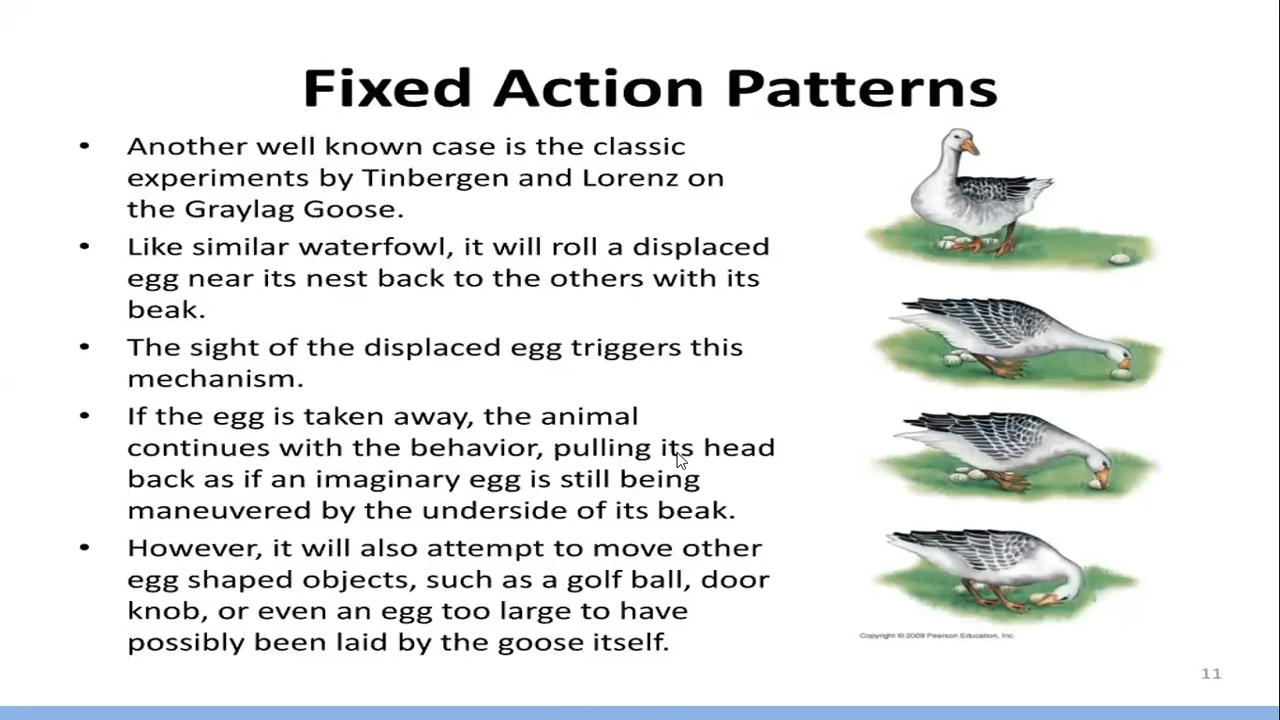 Fixed Action Patterns
• Another well known case is the classic
experiments by Tinbergen and Lorenz on
the Graylag Goose.
• Like similar waterfowl, it will roll a displaced
egg near its nest back to the others with its
beak.
• The sight of the displaced egg triggers this
mechanism.
• If the egg is taken away, the animal
continues with the behavior, pulling its head
back as if an imaginary egg is still being
maneuvered by the underside of its beak.
• However, it will also attempt to move other
egg shaped objects, such as a golf ball, door
knob, or even an egg too large to have
possibly been laid by the goose itself.
Copyright © 2009 Pearson Education, Inc.
11